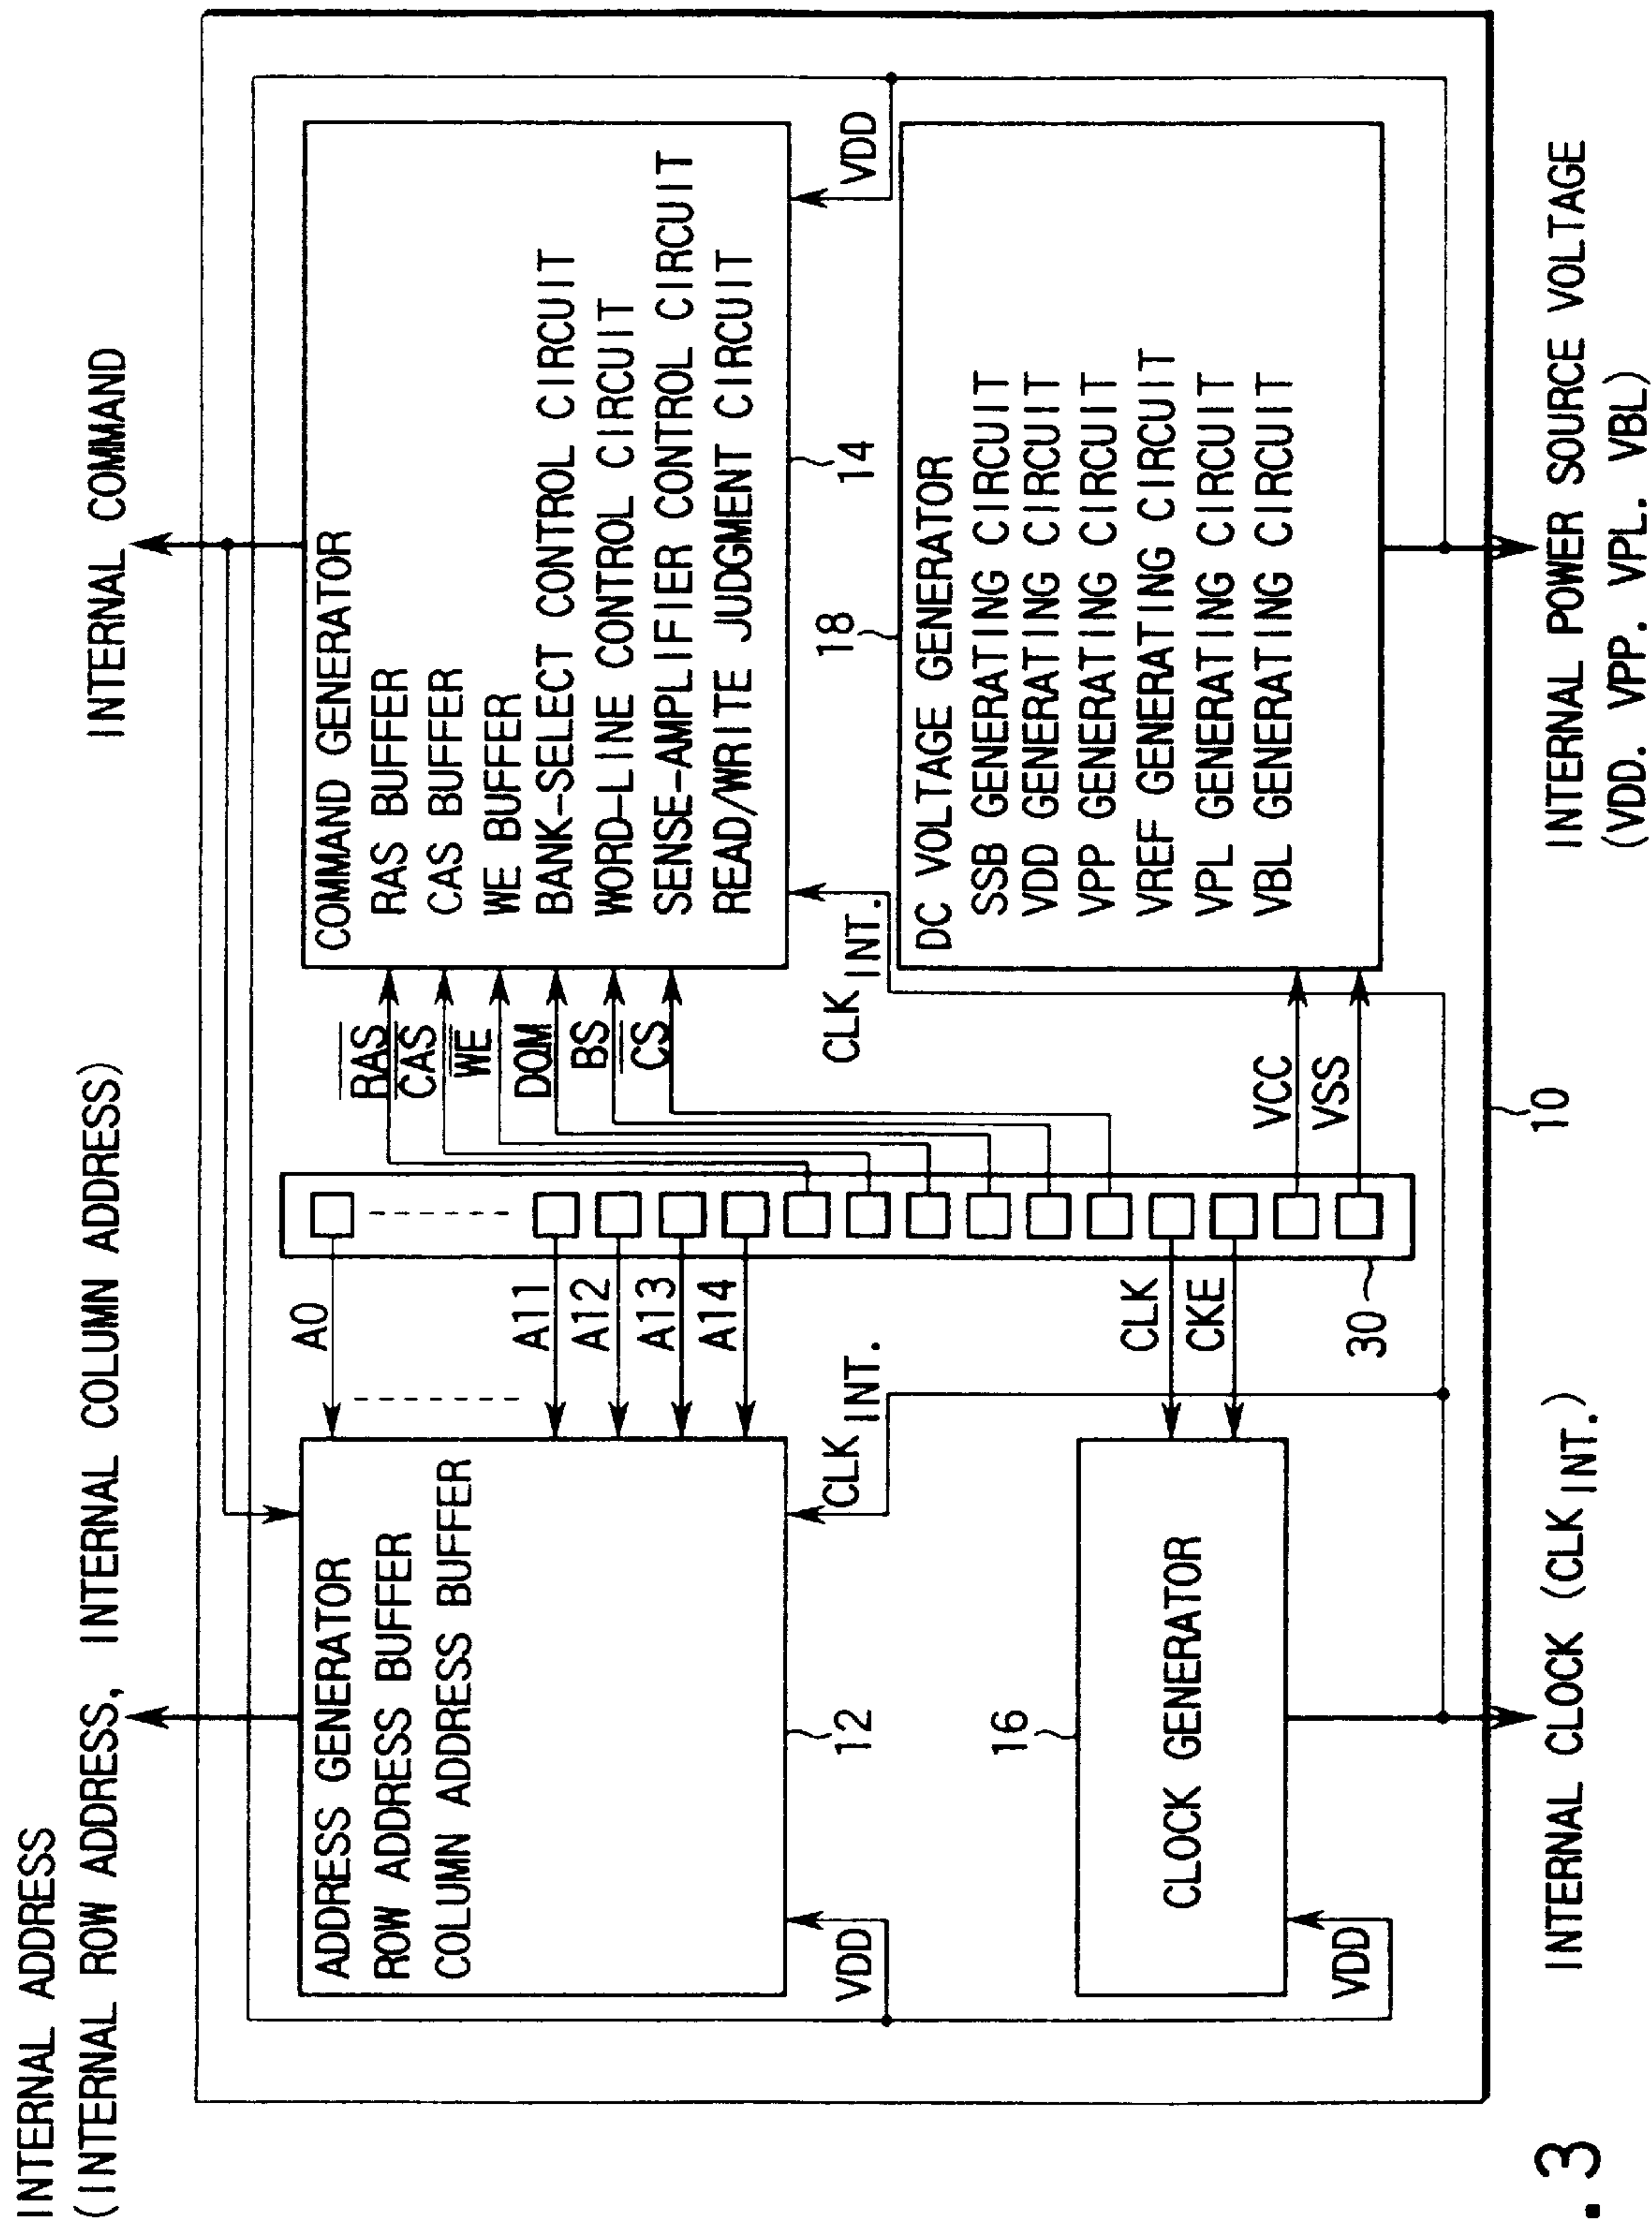 INTERNAL ADDRESS
(INTERNAL ROW ADDRESS, INTERNAL COLUMN ADDRESS)
INTERNAL COMMAND
ADDRESS GENERATOR
ROW ADDRESS BUFFER
COLUMN ADDRESS BUFFER
12
VDD
CLK INT.
A0
A11
A12
A13
A14
CLK
CKE
30
RAS
CAS
WE
DQM
BS
CS
CLK INT.
VCC
VSS
COMMAND GENERATOR
RAS BUFFER
CAS BUFFER
WE BUFFER
BANK-SELECT CONTROL CIRCUIT
WORD-LINE CONTROL CIRCUIT
SENSE-AMPLIFIER CONTROL CIRCUIT
READ/WRITE JUDGMENT CIRCUIT
14
VDD
16
CLOCK GENERATOR
VDD
18
DC VOLTAGE GENERATOR
SSB GENERATING CIRCUIT
VDD GENERATING CIRCUIT
VPP GENERATING CIRCUIT
VREF GENERATING CIRCUIT
VPL GENERATING CIRCUIT
VBL GENERATING CIRCUIT
10
INTERNAL CLOCK (CLK INT.)
INTERNAL POWER SOURCE VOLTAGE
(VDD. VPP. VPL. VBL)
.3